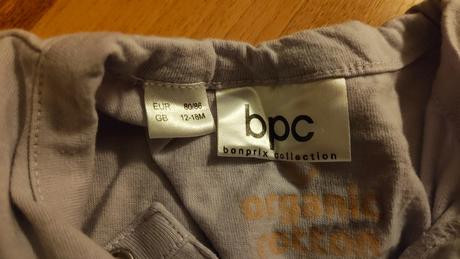 EUR 80/86
GB 12-18M
bpc
bonprix collection
organic
cotton